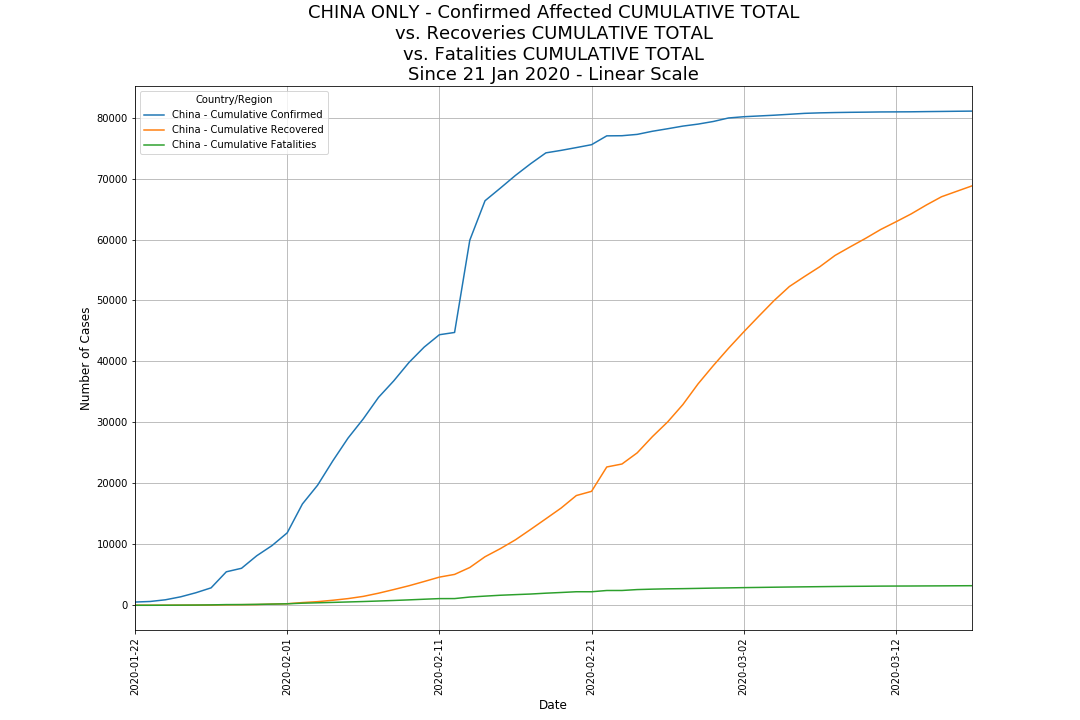 CHINA ONLY - Confirmed Affected CUMULATIVE TOTAL
vs. Recoveries CUMULATIVE TOTAL
vs. Fatalities CUMULATIVE TOTAL
Since 21 Jan 2020 - Linear Scale
Country/Region
China - Cumulative Confirmed
China - Cumulative Recovered
China - Cumulative Fatalities
Number of Cases
80000
70000
60000
50000
40000
30000
20000
10000
0
2020-01-22
2020-02-01
2020-02-11
2020-02-21
2020-03-02
2020-03-12
Date